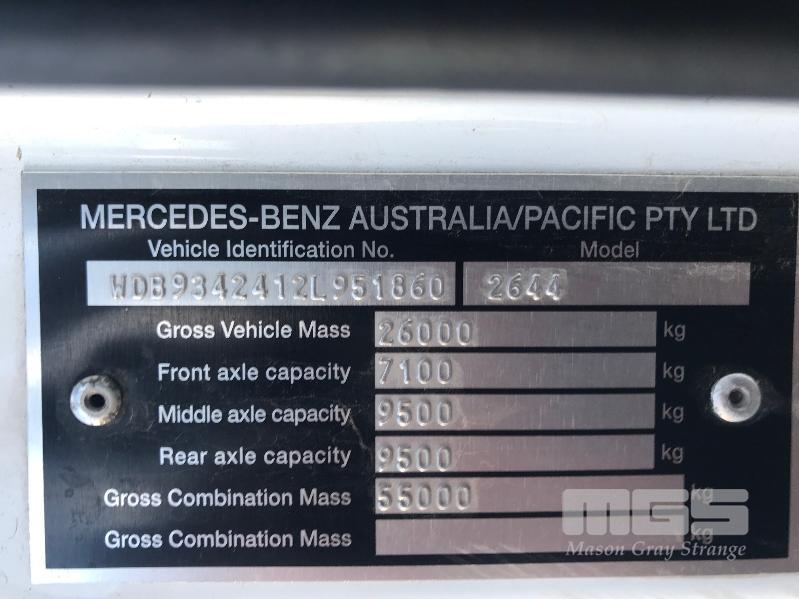 MERCEDES-BENZ AUSTRALIA/PACIFIC PTY LTD
Vehicle Identification No. Model
WDB9342412L951860 2644
Gross Vehicle Mass 26000 kg
Front axle capacity 7100 kg
Middle axle capacity 9500 kg
Rear axle capacity 9500 kg
Gross Combination Mass 55000 kg
Gross Combination Mass kg
MGS
Mason Gray Strange